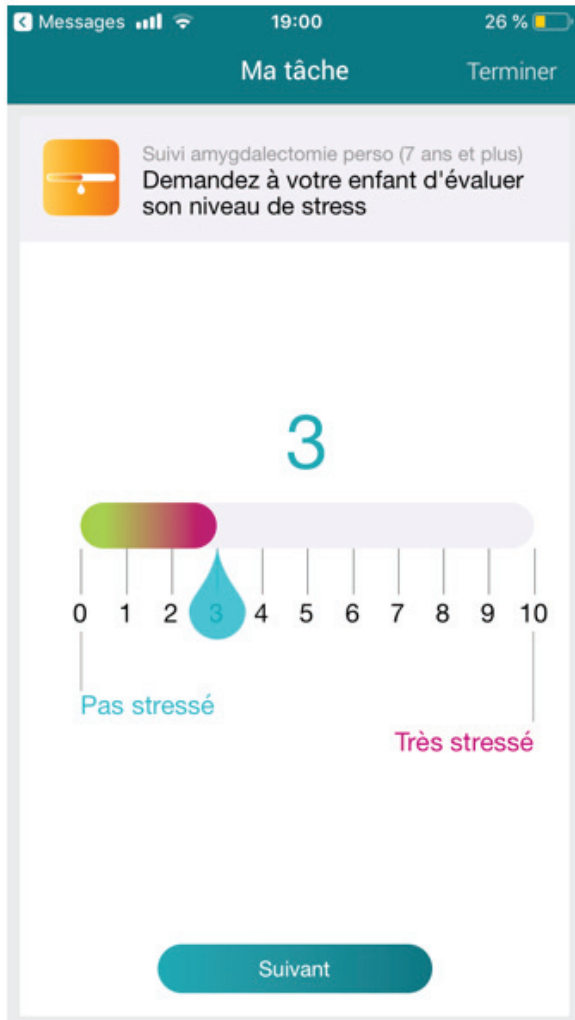 Messages 19:00 26 %
Ma tâche Terminer
Suivi amygdalectomie perso (7 ans et plus)
Demandez à votre enfant d'évaluer
son niveau de stress
3
0 1 2 3 4 5 6 7 8 9 10
Pas stressé
Très stressé
Suivant